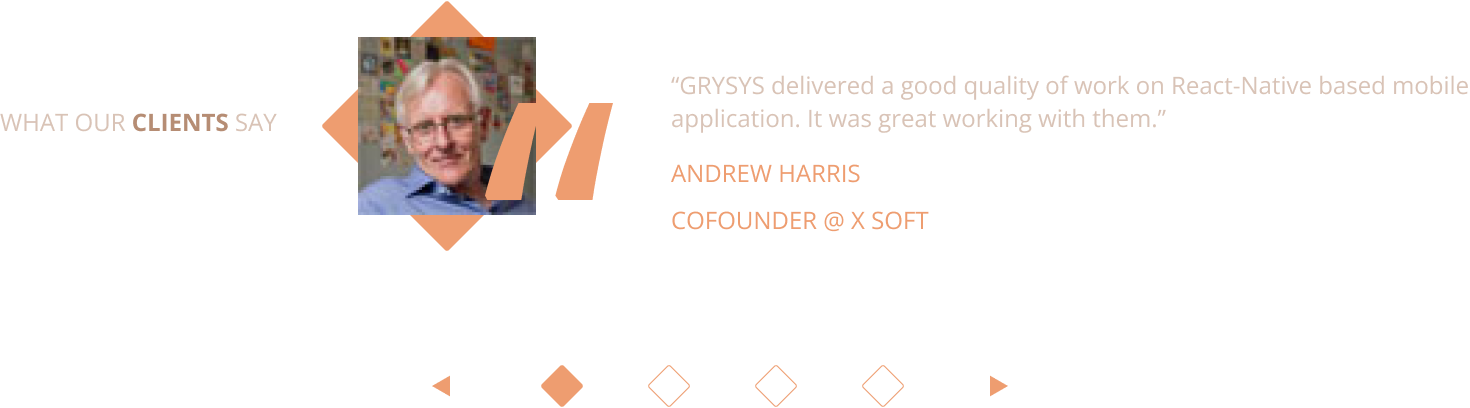 WHAT OUR CLIENTS SAY
“GRYSYS delivered a good quality of work on React-Native based mobile
application. It was great working with them.”
ANDREW HARRIS
COFOUNDER @ X SOFT